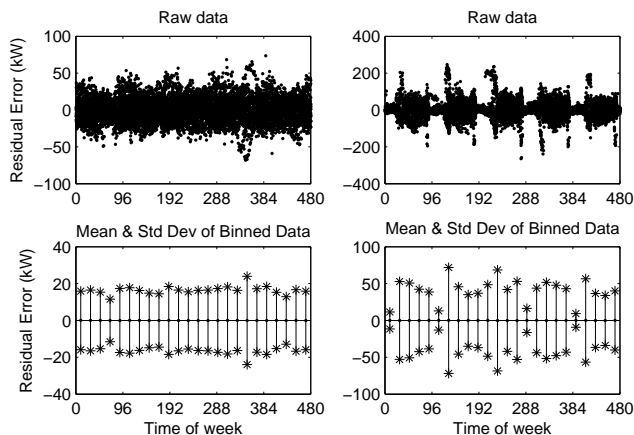 Raw data
Raw data
Residual Error (kW)
100
50
0
−50
−100
0 96 192 288 384 480
400
200
0
−200
−400
0 96 192 288 384 480
Mean & Std Dev of Binned Data
Mean & Std Dev of Binned Data
Residual Error (kW)
40
20
0
−20
−40
0 96 192 288 384 480
Time of week
100
50
0
−50
−100
0 96 192 288 384 480
Time of week